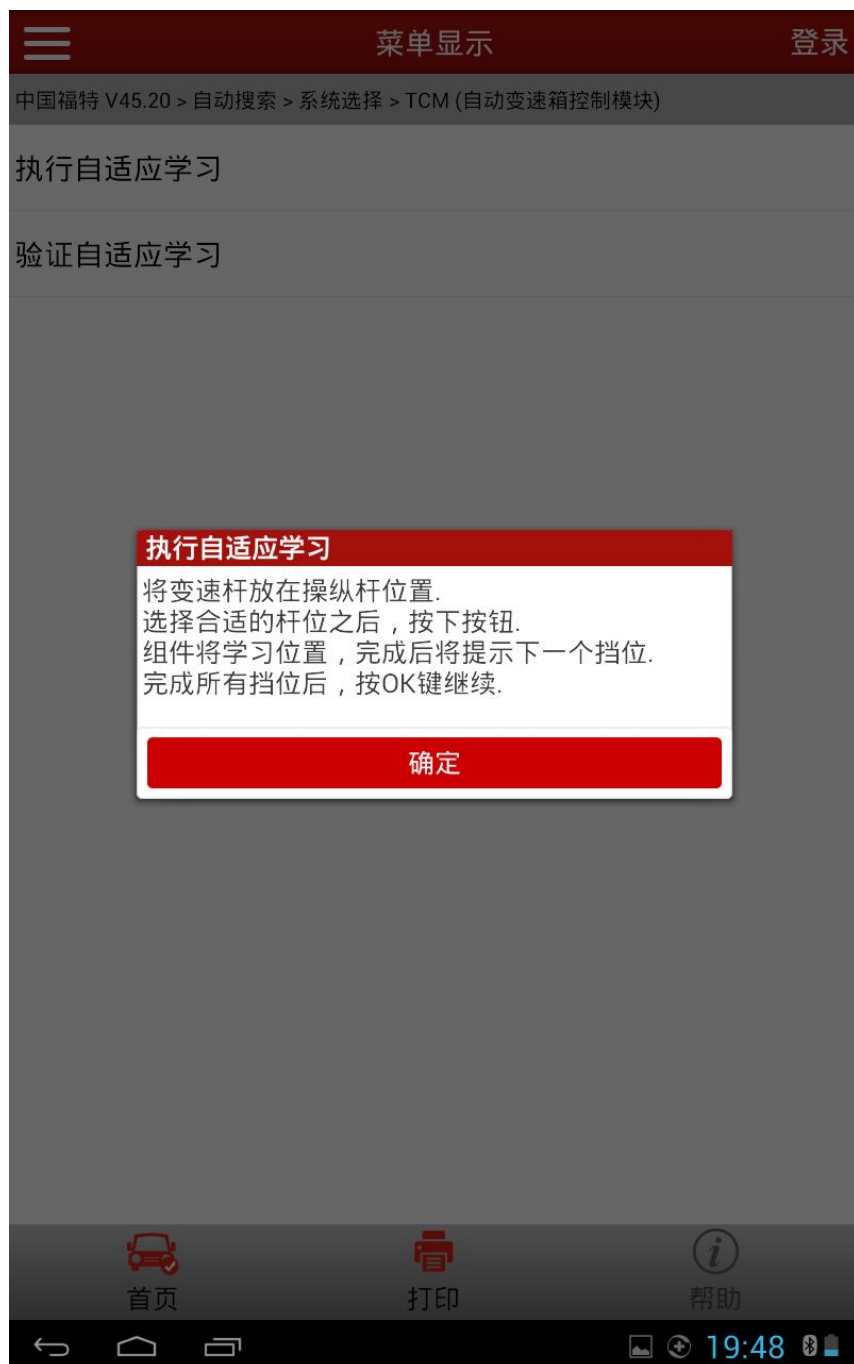 菜单显示
登录
中国福特 V45.20 > 自动搜索 > 系统选择 > TCM (自动变速箱控制模块)
执行自适应学习
验证自适应学习
执行自适应学习
将变速杆放在操纵杆位置.
选择合适的杆位之后，按下按钮.
组件将学习位置，完成后将提示下一个挡位.
完成所有挡位后，按OK键继续.
确定
首页
打印
帮助
19:48